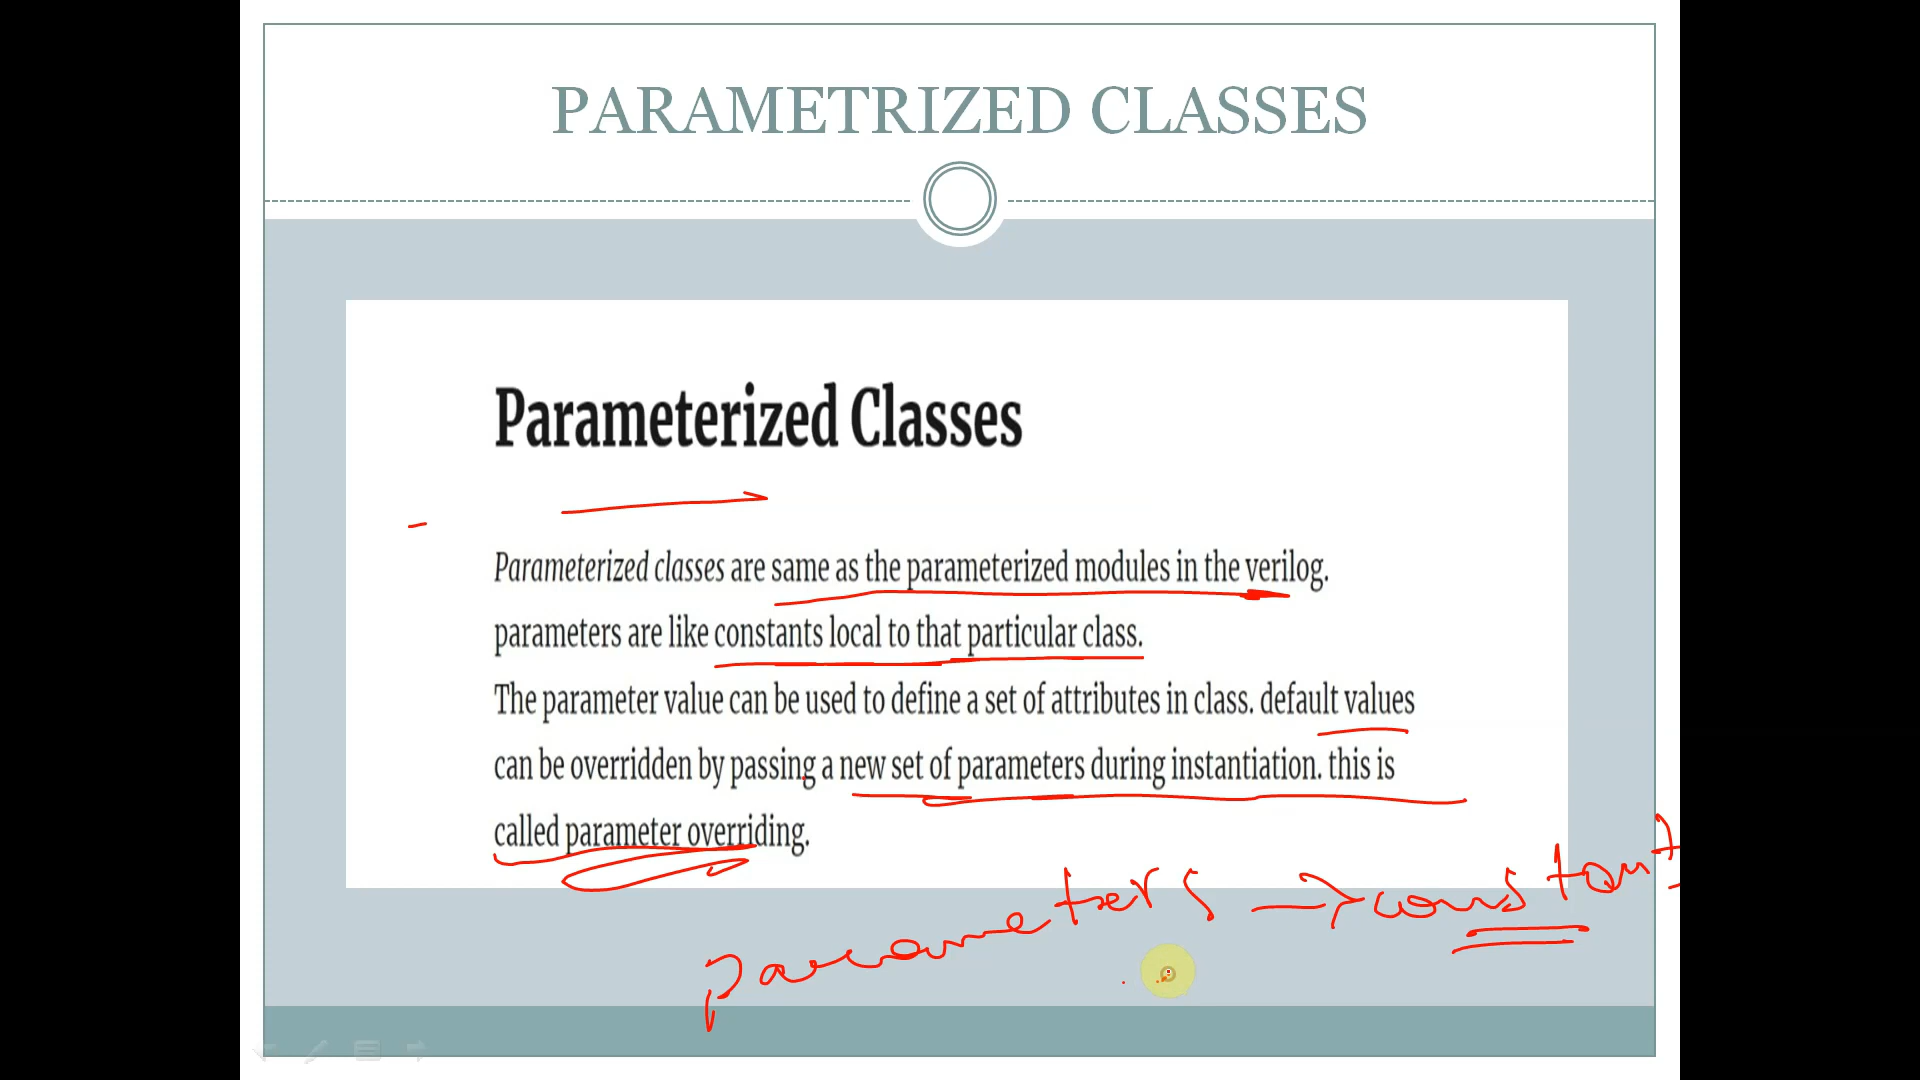 PARAMETRIZED CLASSES
Parameterized Classes
Parameterized classes are same as the parameterized modules in the verilog.
parameters are like constants local to that particular class.
The parameter value can be used to define a set of attributes in class. default values
can be overridden by passing a new set of parameters during instantiation. this is
called parameter overriding.
parameters → constant